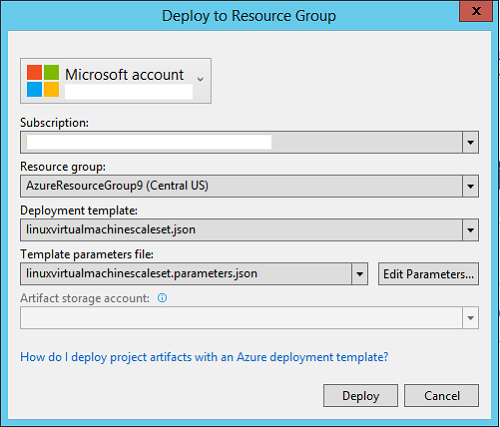 Deploy to Resource Group
x
Microsoft account
Subscription:
Resource group:
AzureResourceGroup9 (Central US)
Deployment template:
linuxvirtualmachinescaleset.json
Template parameters file:
linuxvirtualmachinescaleset.parameters.json
Edit Parameters...
Artifact storage account:
How do I deploy project artifacts with an Azure deployment template?
Deploy
Cancel